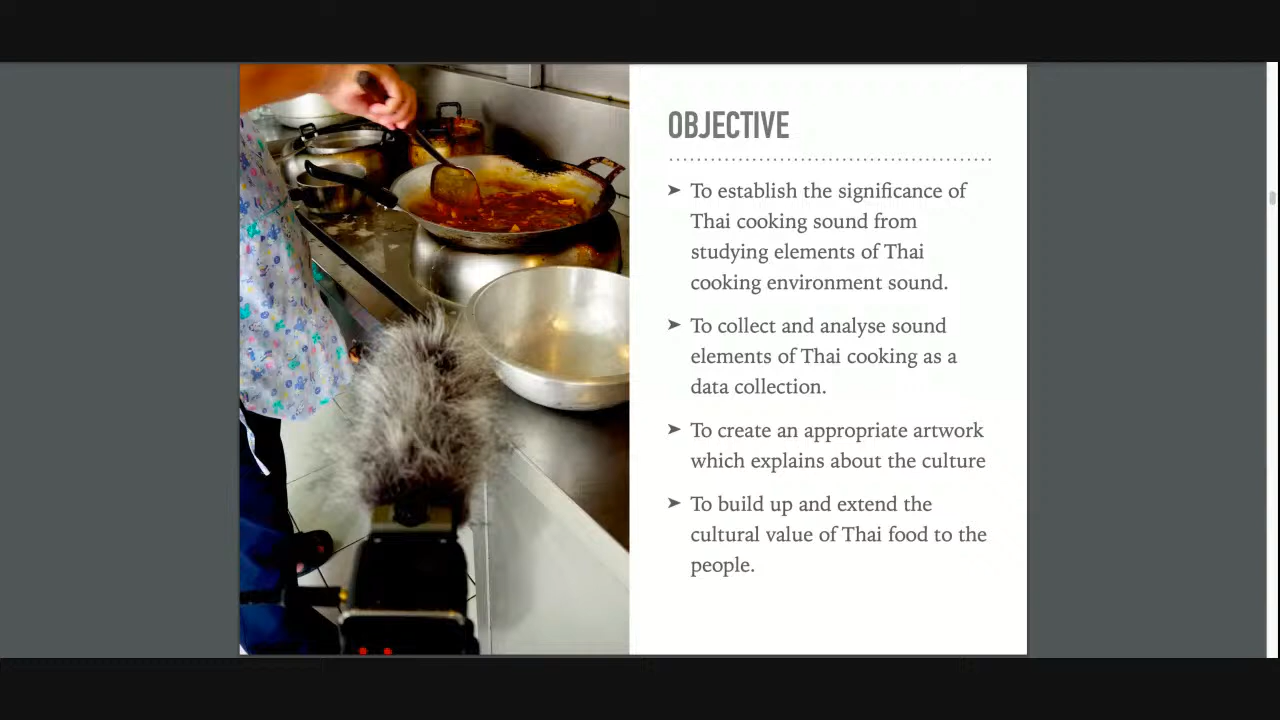 OBJECTIVE
➤ To establish the significance of
Thai cooking sound from
studying elements of Thai
cooking environment sound.
➤ To collect and analyse sound
elements of Thai cooking as a
data collection.
➤ To create an appropriate artwork
which explains about the culture
➤ To build up and extend the
cultural value of Thai food to the
people.